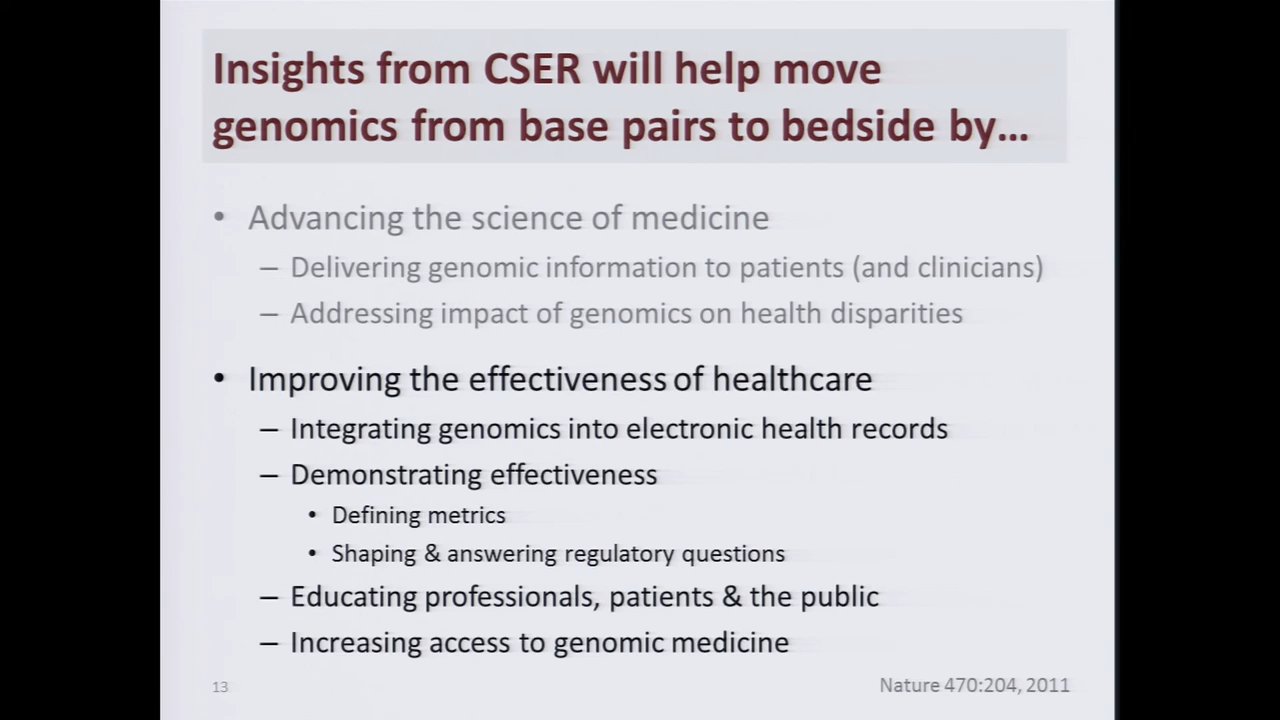 Insights from CSER will help move
genomics from base pairs to bedside by…
• Advancing the science of medicine
– Delivering genomic information to patients (and clinicians)
– Addressing impact of genomics on health disparities
• Improving the effectiveness of healthcare
– Integrating genomics into electronic health records
– Demonstrating effectiveness
• Defining metrics
• Shaping & answering regulatory questions
– Educating professionals, patients & the public
– Increasing access to genomic medicine
13
Nature 470:204, 2011